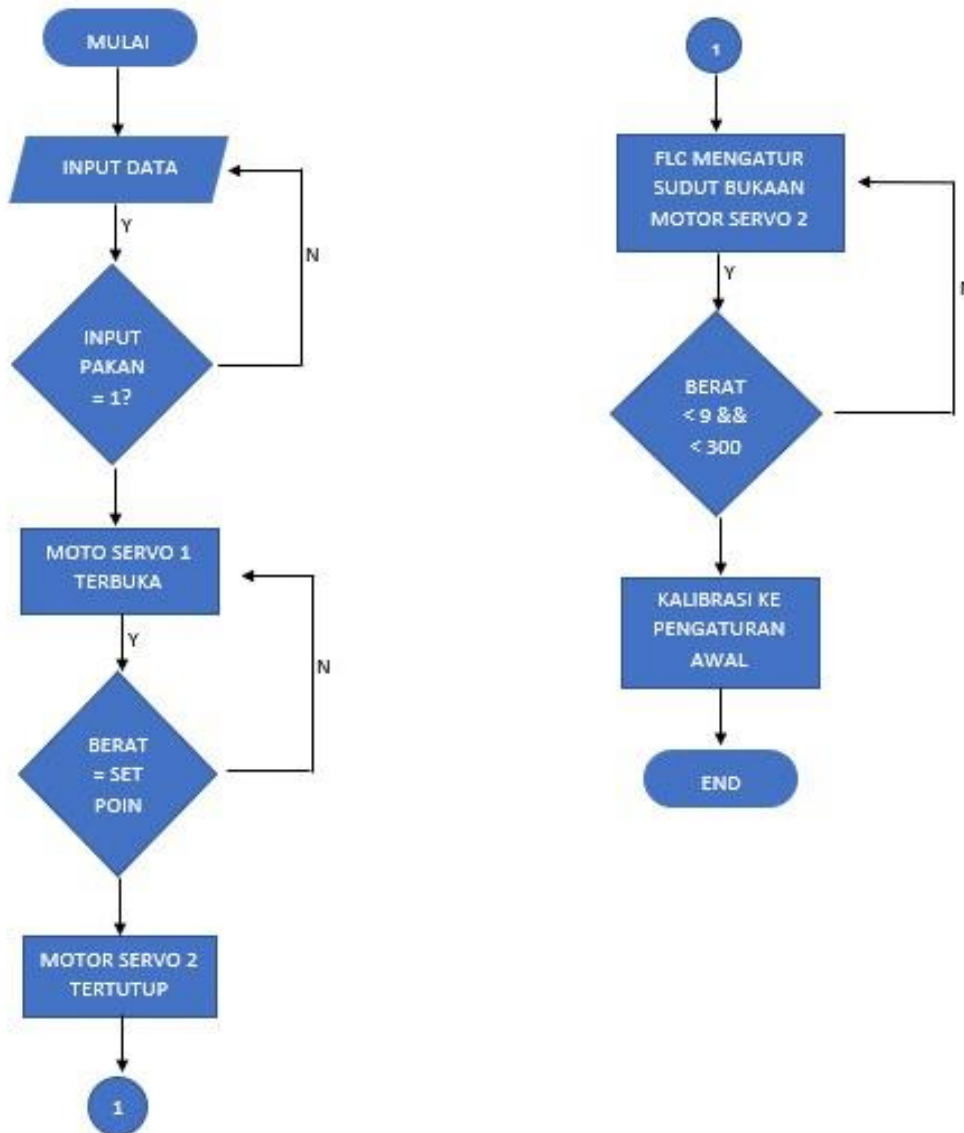 MULAI
INPUT DATA
Y
N
INPUT
PAKAN
= 1?
MOTO SERVO 1
TERBUKA
Y
N
BERAT
= SET
POIN
MOTOR SERVO 2
TERTUTUP
1
1
FLC MENGATUR
SUDUT BUKAAN
MOTOR SERVO 2
Y
N
BERAT
< 9 &&
< 300
KALIBRASI KE
PENGATURAN
AWAL
END